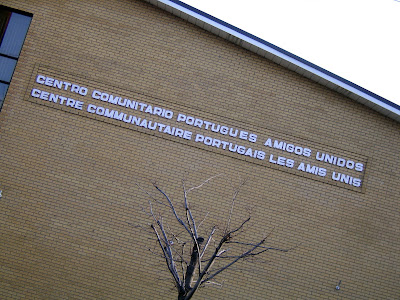 CENTRO COMUNITARIO PORTUGUES AMIGOS UNIDOS
CENTRE COMMUNAUTAIRE PORTUGAIS LES AMIS UNIS